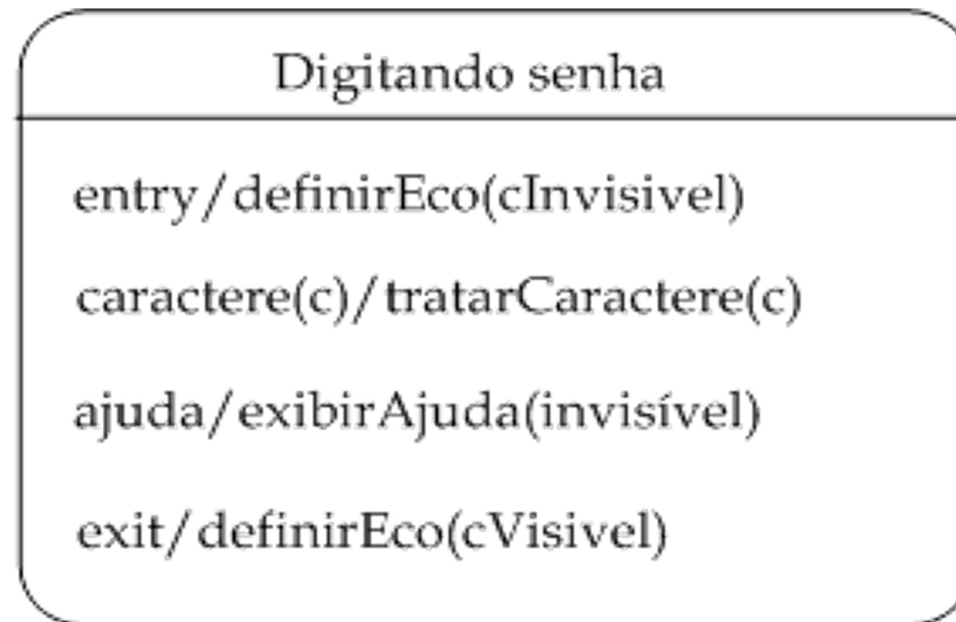 Digitando senha
entry/definirEco(cInvisivel)
caractere(c)/tratarCaractere(c)
ajuda/exibirAjuda(invisível)
exit/definirEco(cVisivel)